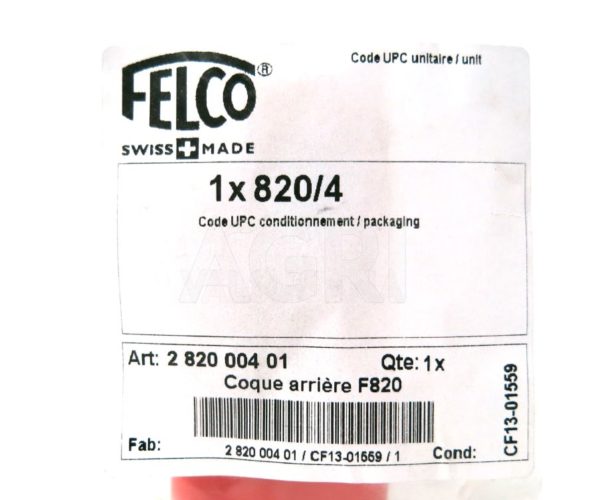 Code UPC unitaire / unit
FELCO®
SWISS MADE
1x 820/4
Code UPC conditionnement / packaging
AGRI
Art: 2 820 004 01 Qte: 1x
Coque arrière F820
CF13-01559
Fab: 2 820 004 01 / CF13-01559 / 1 Cond: